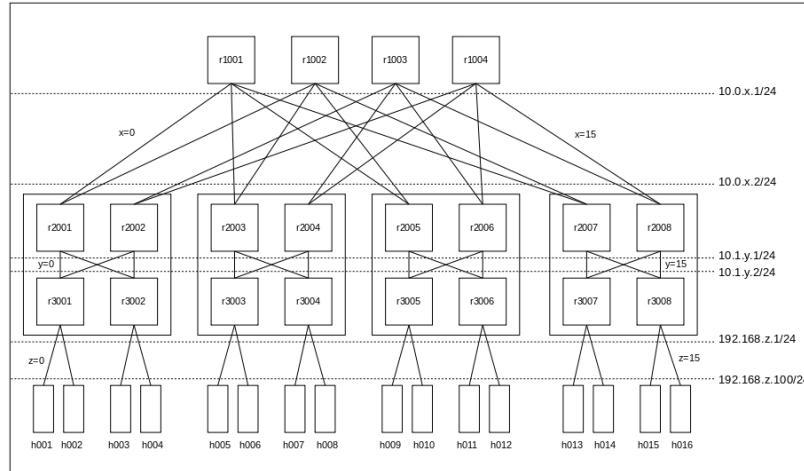 r1001 r1002 r1003 r1004
10.0.x.1/24
x=0 x=15
10.0.x.2/24
r2001 r2002 r2003 r2004 r2005 r2006 r2007 r2008
10.1.y.1/24
y=0 y=15
10.1.y.2/24
r3001 r3002 r3003 r3004 r3005 r3006 r3007 r3008
192.168.z.1/24
z=0 z=15
192.168.z.100/24
h001 h002 h003 h004 h005 h006 h007 h008 h009 h010 h011 h012 h013 h014 h015 h016